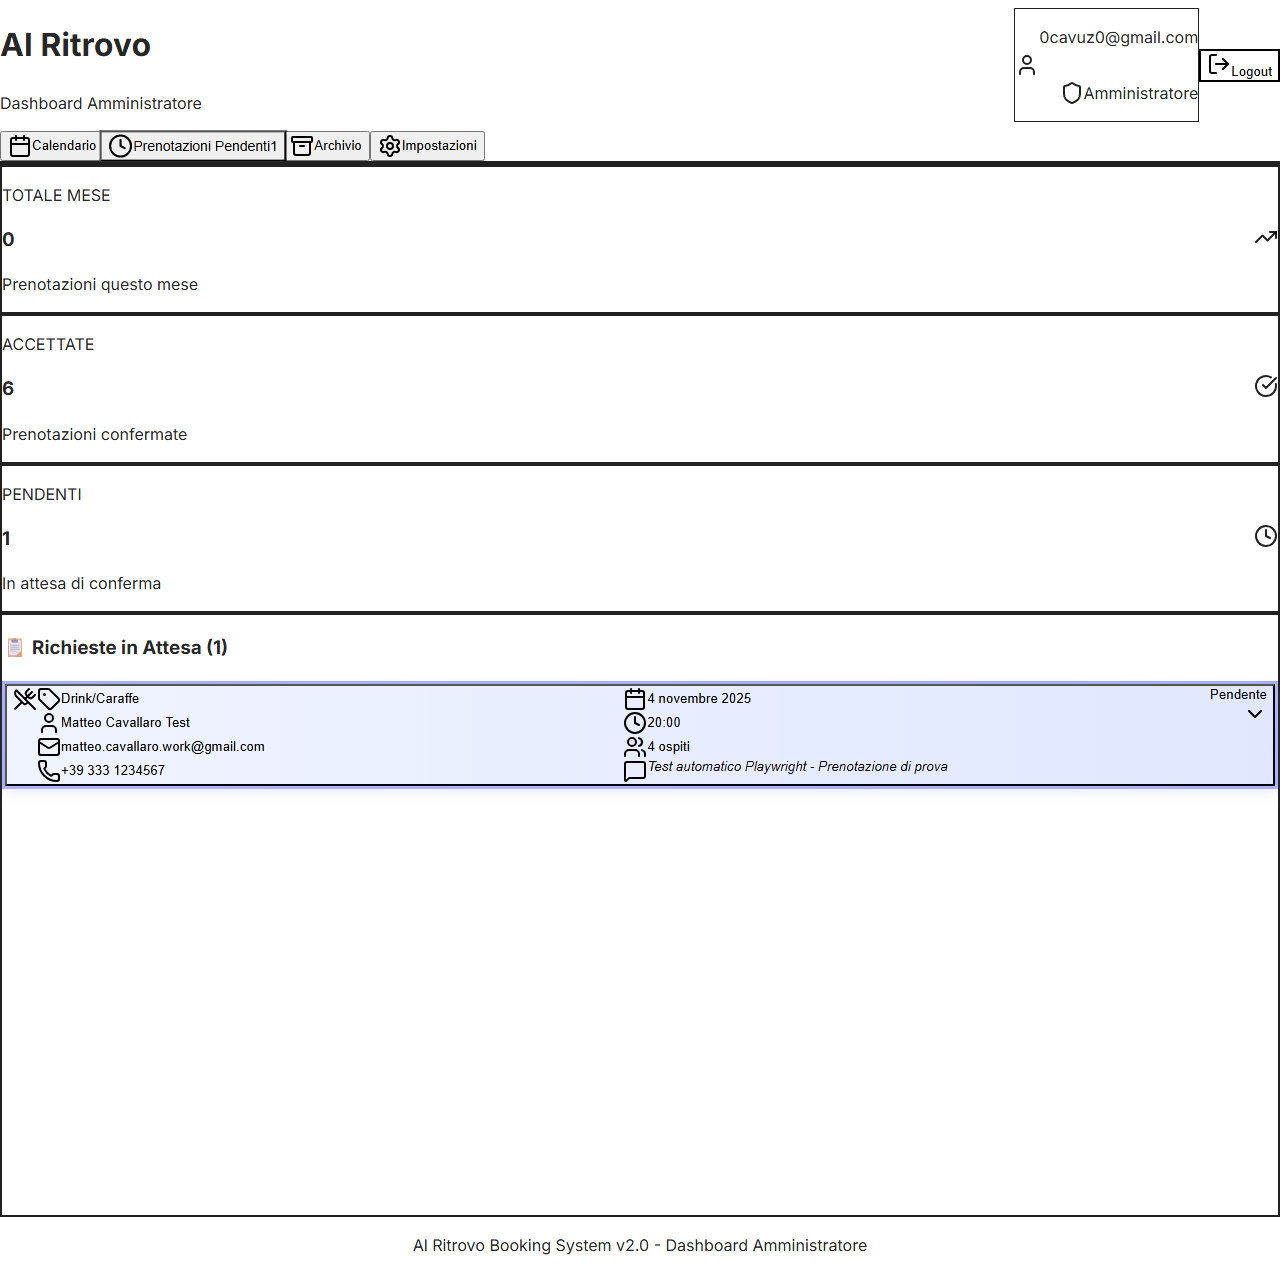 Al Ritrovo
Dashboard Amministratore
0cavuz0@gmail.com
Amministratore
Logout
Calendario
Prenotazioni Pendenti1
Archivio
Impostazioni
TOTALE MESE
0
Prenotazioni questo mese
ACCETTATE
6
Prenotazioni confermate
PENDENTI
1
In attesa di conferma
Richieste in Attesa (1)
Drink/Caraffe
Matteo Cavallaro Test
matteo.cavallaro.work@gmail.com
+39 333 1234567
4 novembre 2025
20:00
4 ospiti
Test automatico Playwright - Prenotazione di prova
Pendente
Al Ritrovo Booking System v2.0 - Dashboard Amministratore